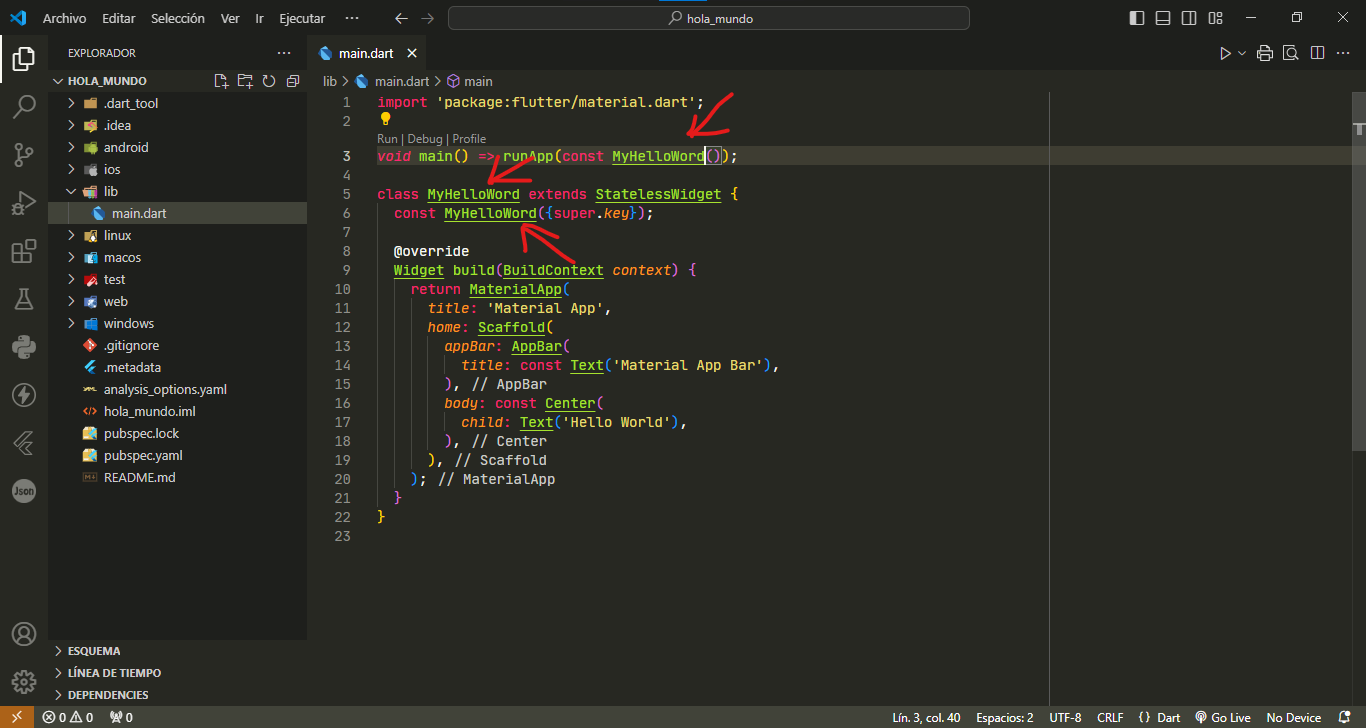 Archivo Editar Selección Ver Ir Ejecutar ··· hola_mundo
EXPLORADOR ···
HOLA_MUNDO
.dart_tool
.idea
android
ios
lib
main.dart
linux
macos
test
web
windows
.gitignore
.metadata
analysis_options.yaml
hola_mundo.iml
pubspec.lock
pubspec.yaml
README.md
ESQUEMA
LÍNEA DE TIEMPO
DEPENDENCIES
main.dart
lib > main.dart > main
1 import 'package:flutter/material.dart';
2
Run | Debug | Profile
3 void main() => runApp(const MyHelloWord());
4
5 class MyHelloWord extends StatelessWidget {
6 const MyHelloWord({super.key});
7
8 @override
9 Widget build(BuildContext context) {
10 return MaterialApp(
11 title: 'Material App',
12 home: Scaffold(
13 appBar: AppBar(
14 title: const Text('Material App Bar'),
15 ), // AppBar
16 body: const Center(
17 child: Text('Hello World'),
18 ), // Center
19 ), // Scaffold
20 ); // MaterialApp
21 }
22 }
23
Json
0 0 0 Lín. 3, col. 40 Espacios: 2 UTF-8 CRLF {} Dart Go Live No Device